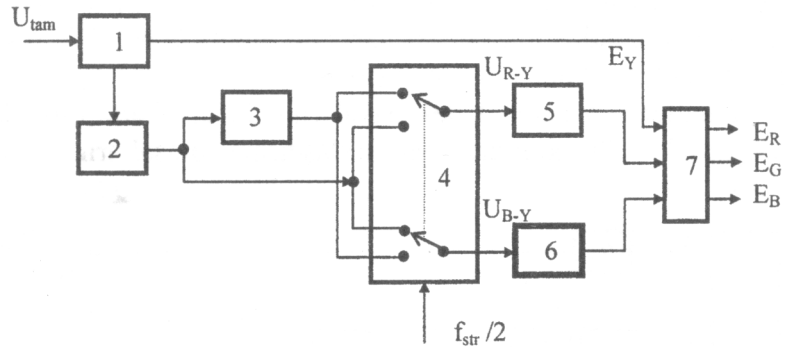 U_tam
1
E_Y
2
3
4
U_R-Y
5
U_B-Y
6
7
E_R
E_G
E_B
f_str /2